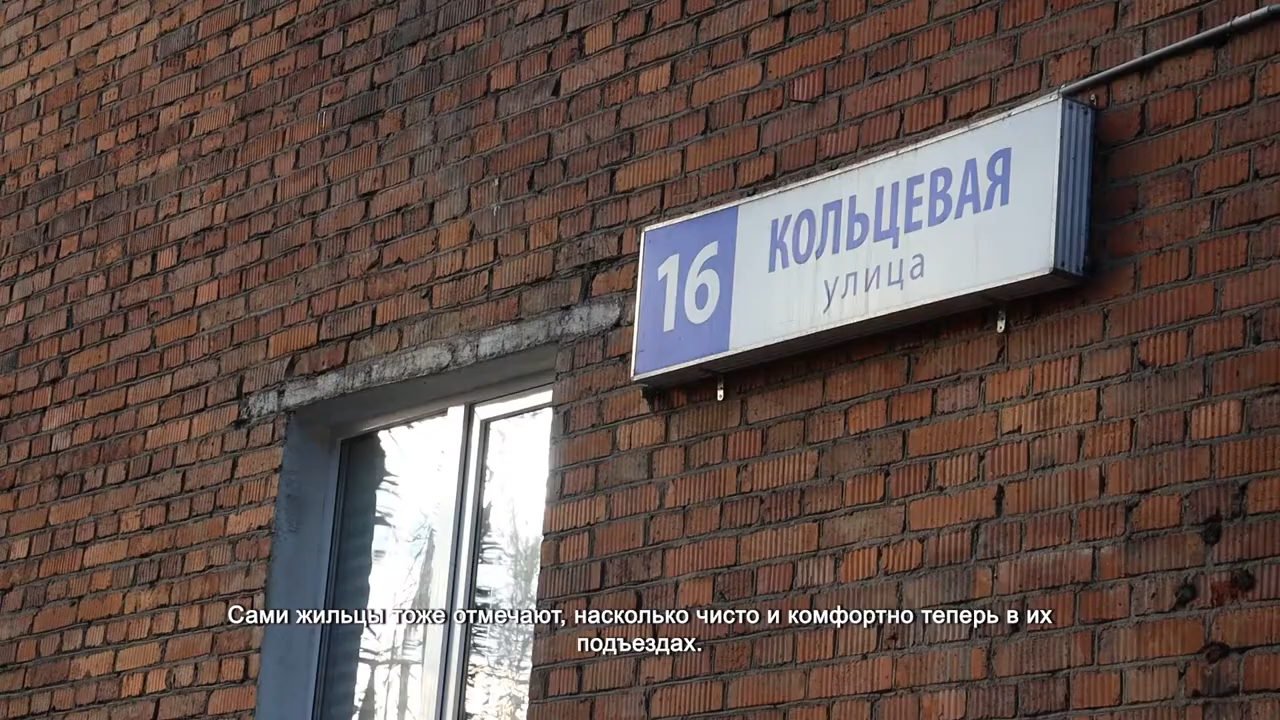 16
КОЛЬЦЕВАЯ
улица
Сами жильцы тоже отмечают, насколько чисто и комфортно теперь в их
подъездах.